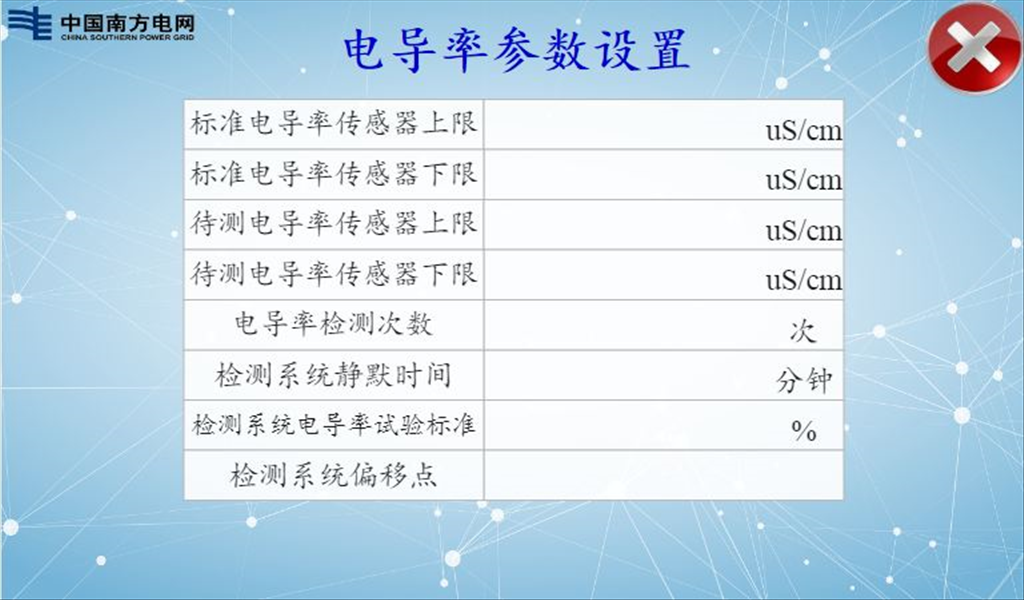 中国南方电网
CHINA SOUTHERN POWER GRID
电导率参数设置
标准电导率传感器上限 uS/cm
标准电导率传感器下限 uS/cm
待测电导率传感器上限 uS/cm
待测电导率传感器下限 uS/cm
电导率检测次数 次
检测系统静默时间 分钟
检测系统电导率试验标准 %
检测系统偏移点